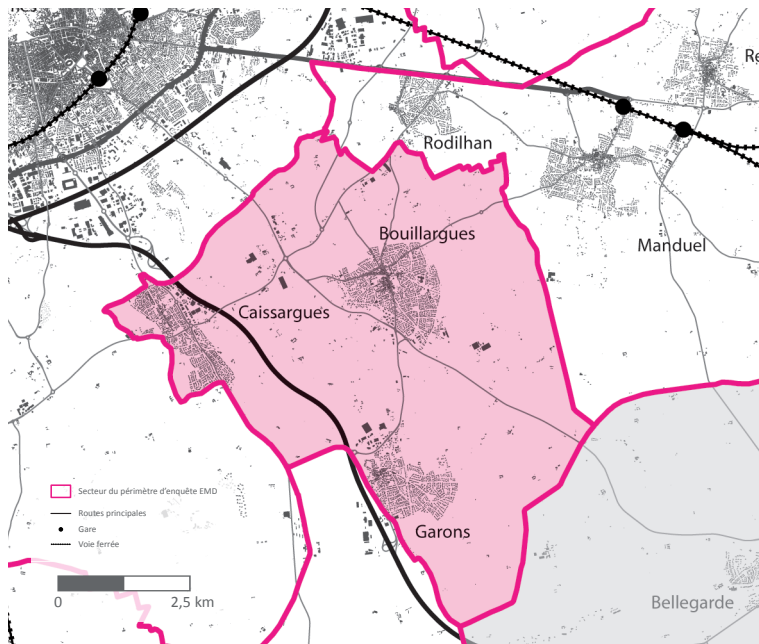 Rodilhan
Bouillargues
Manduel
Caissargues
Garons
Bellegarde
Secteur du périmètre d'enquête EMD
Routes principales
Gare
Voie ferrée
0 2,5 km